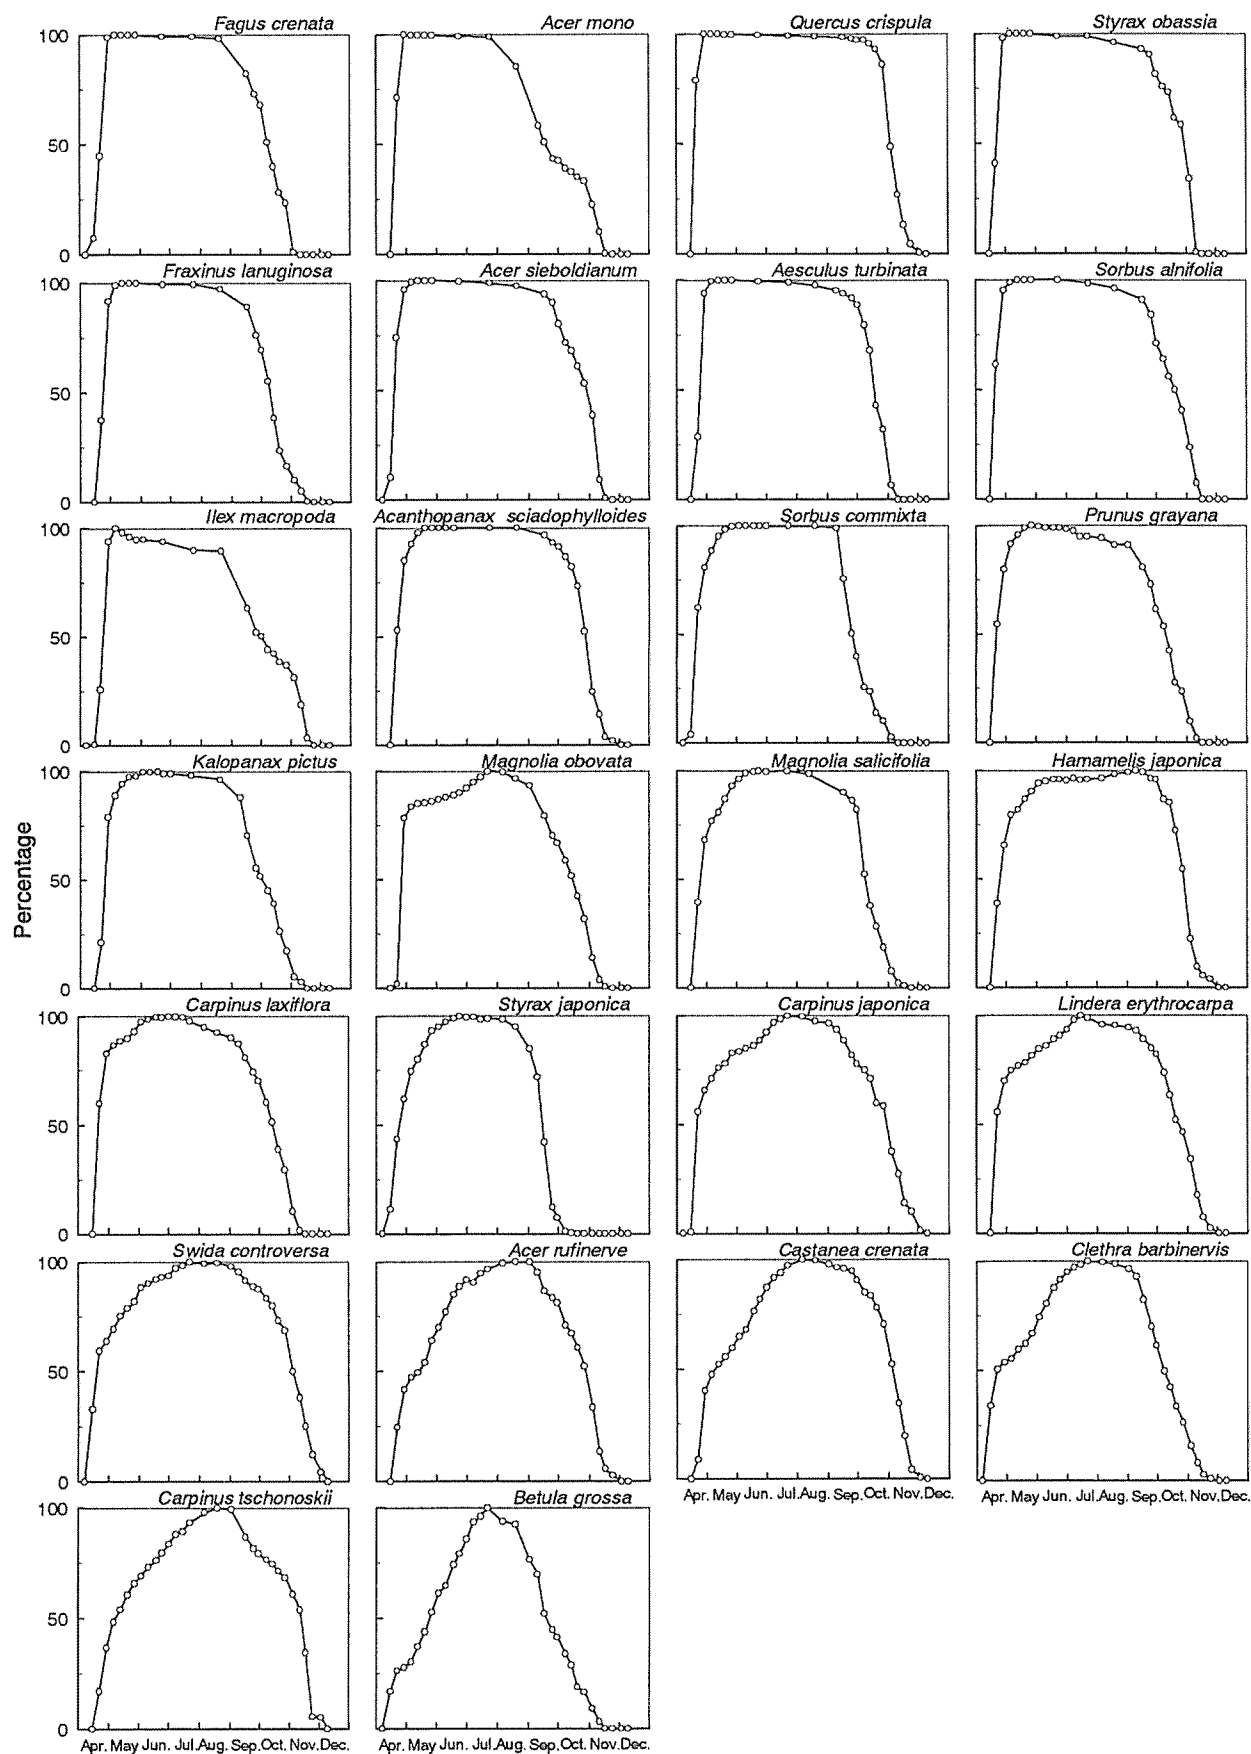 Fagus crenata
Acer mono
Quercus crispula
Styrax obassia
100
50
0
Fraxinus lanuginosa
Acer sieboldianum
Aesculus turbinata
Sorbus alnifolia
100
50
0
Ilex macropoda
Acanthopanax sciadophylloides
Sorbus commixta
Prunus grayana
100
50
0
Kalopanax pictus
Magnolia obovata
Magnolia salicifolia
Hamamelis japonica
100
50
0
Percentage
Carpinus laxiflora
Styrax japonica
Carpinus japonica
Lindera erythrocarpa
100
50
0
Swida controversa
Acer rufinerve
Castanea crenata
Clethra barbinervis
100
50
0
Apr. May Jun. Jul. Aug. Sep. Oct. Nov. Dec.
Apr. May Jun. Jul. Aug. Sep. Oct. Nov. Dec.
Carpinus tschonoskii
Betula grossa
100
50
0
Apr. May Jun. Jul. Aug. Sep. Oct. Nov. Dec.
Apr. May Jun. Jul. Aug. Sep. Oct. Nov. Dec.